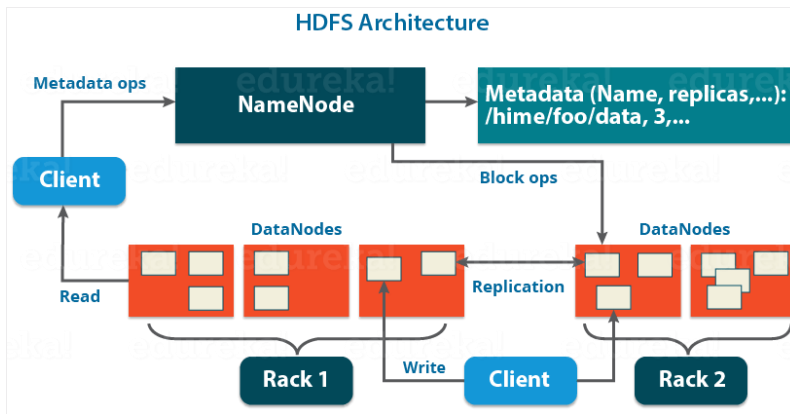 HDFS Architecture
Metadata ops
NameNode
Metadata (Name, replicas,...):
/hime/foo/data, 3,...
Client
Block ops
DataNodes
DataNodes
Read
Replication
Write
Rack 1
Client
Rack 2
edureka!